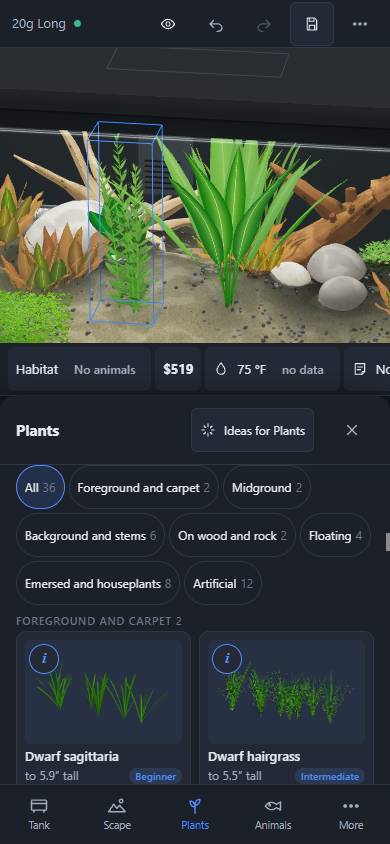 20g Long
Habitat No animals $519 75 °F no data No
Plants Ideas for Plants
All 36 Foreground and carpet 2 Midground 2
Background and stems 6 On wood and rock 2 Floating 4
Emersed and houseplants 8 Artificial 12
FOREGROUND AND CARPET 2
i i
Dwarf sagittaria Dwarf hairgrass
to 5.9" tall Beginner to 5.5" tall Intermediate
Tank Scape Plants Animals More